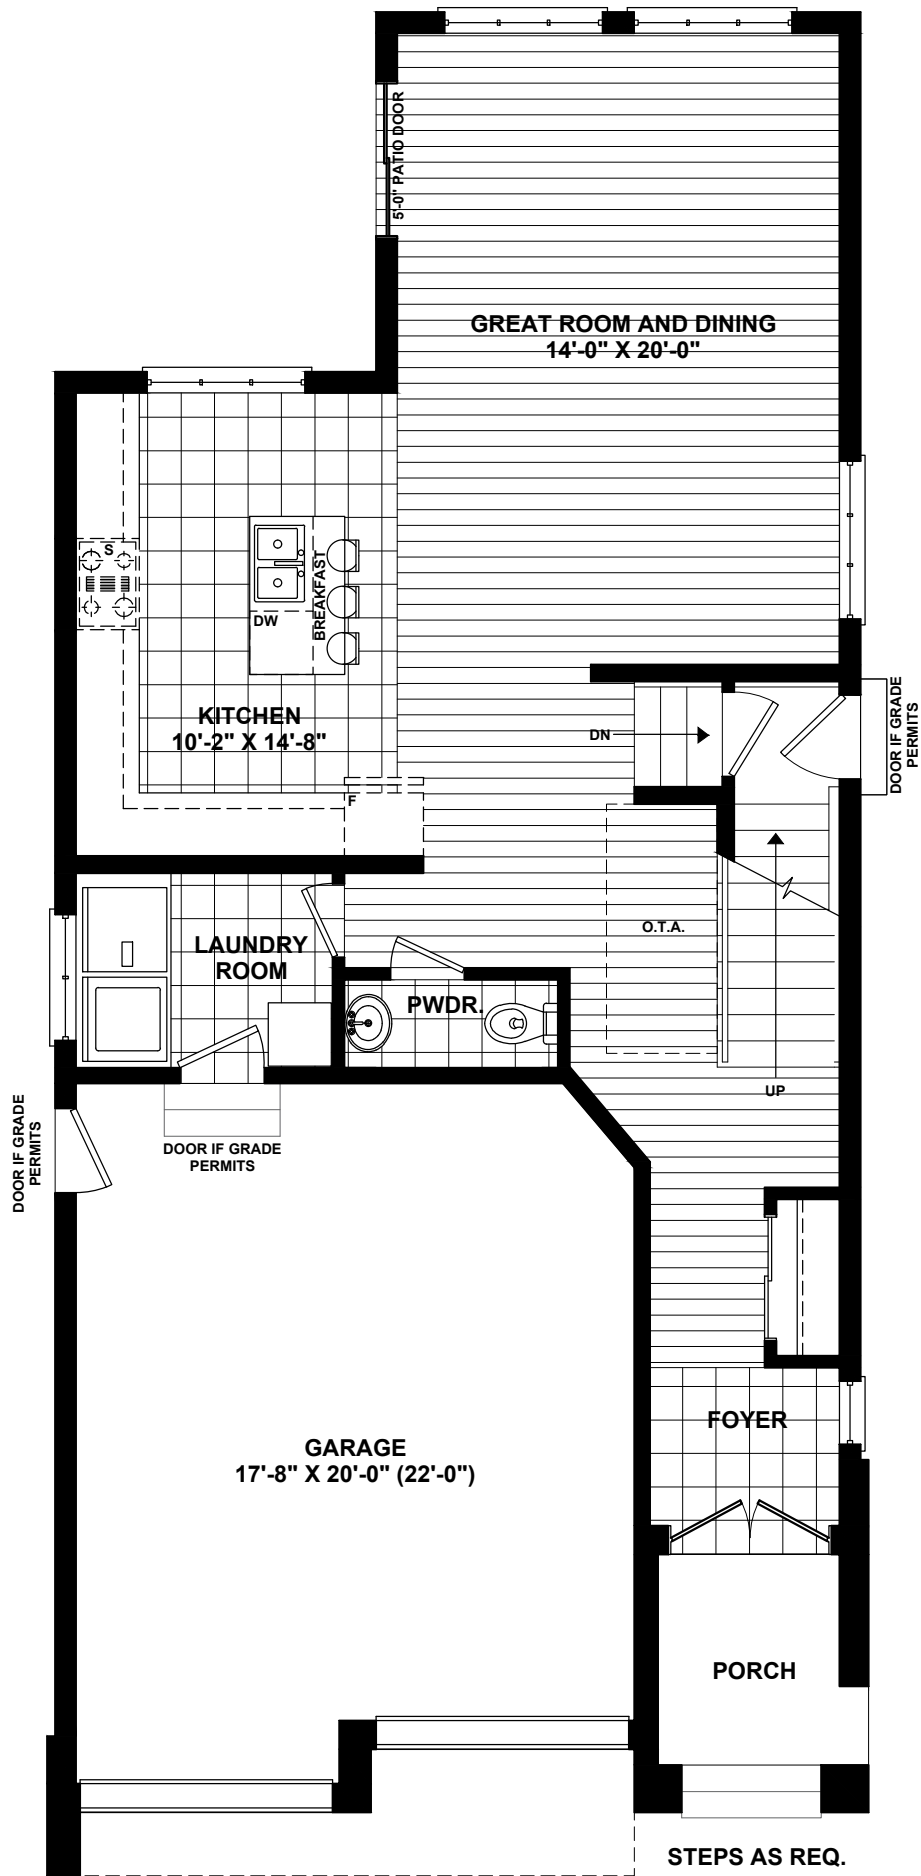 5'-0" PATIO DOOR
GREAT ROOM AND DINING
14'-0" X 20'-0"
S
BREAKFAST
DW
KITCHEN
10'-2" X 14'-8"
DN
DOOR IF GRADE
PERMITS
F
O.T.A.
LAUNDRY
ROOM
PWDR.
UP
DOOR IF GRADE
PERMITS
DOOR IF GRADE
PERMITS
FOYER
GARAGE
17'-8" X 20'-0" (22'-0")
PORCH
STEPS AS REQ.